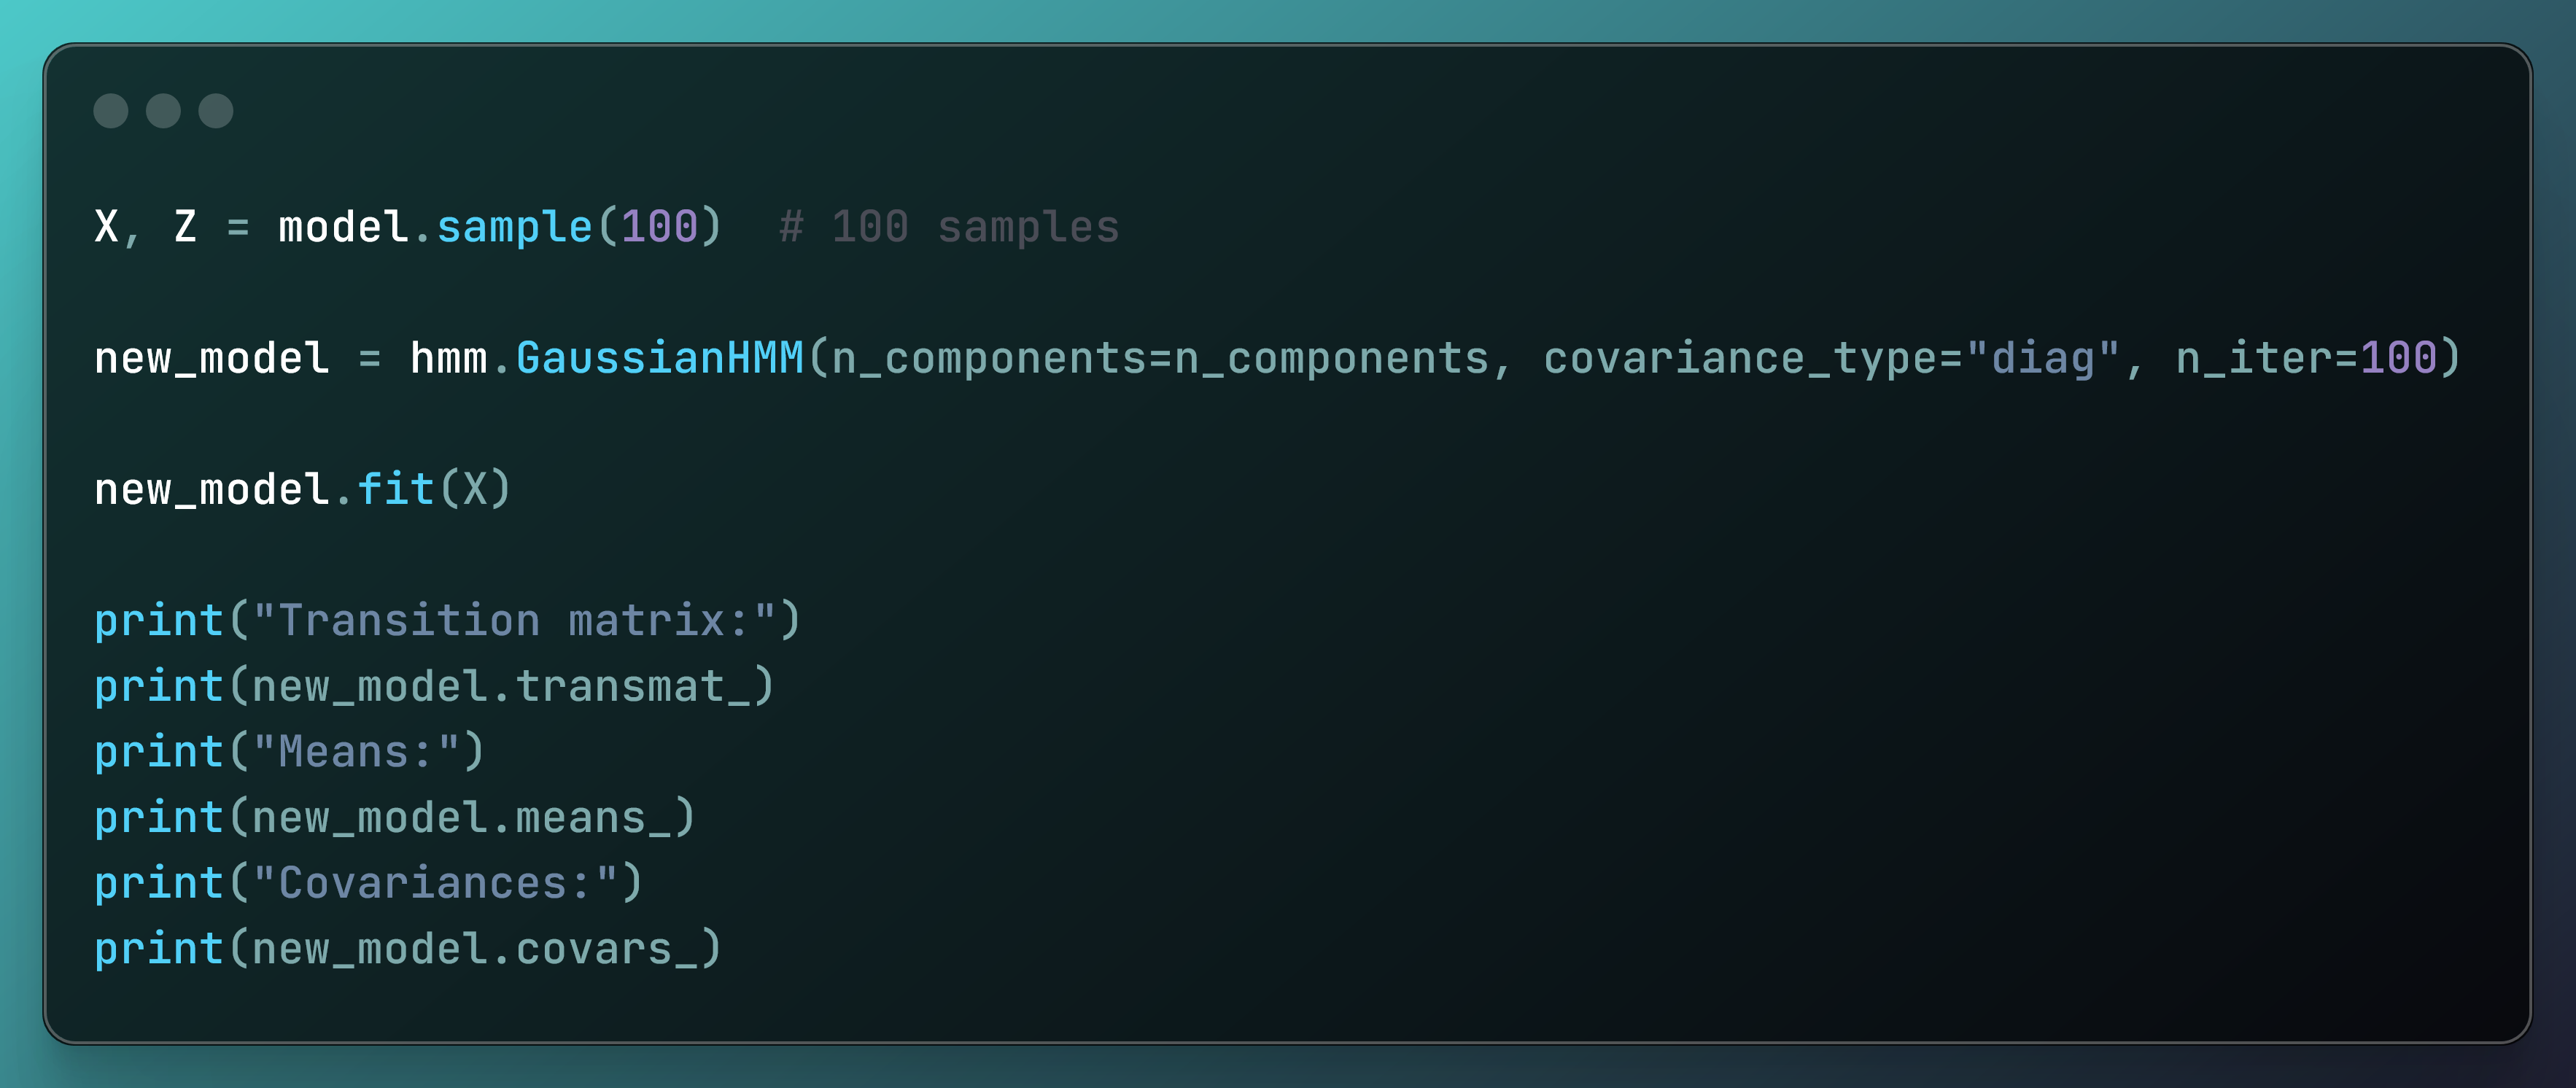 X, Z = model.sample(100)  # 100 samples
new_model = hmm.GaussianHMM(n_components=n_components, covariance_type="diag", n_iter=100)
new_model.fit(X)
print("Transition matrix:")
print(new_model.transmat_)
print("Means:")
print(new_model.means_)
print("Covariances:")
print(new_model.covars_)